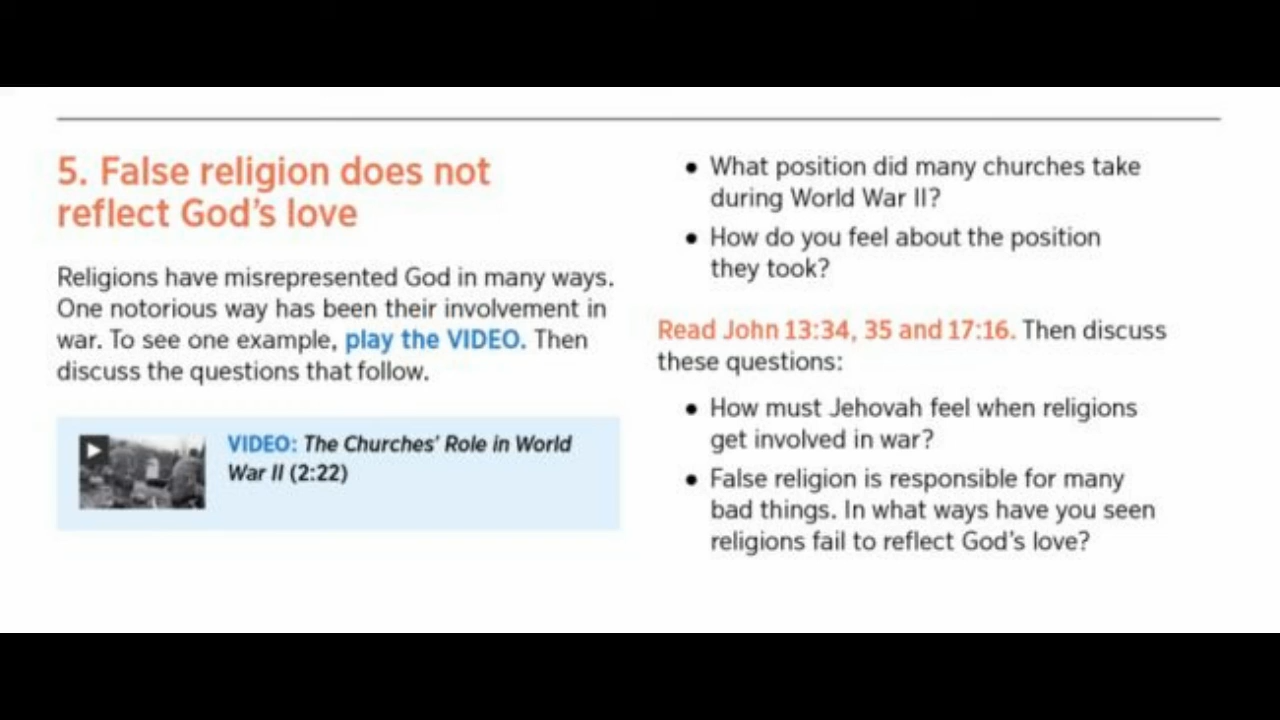 5. False religion does not
reflect God's love
Religions have misrepresented God in many ways.
One notorious way has been their involvement in
war. To see one example, play the VIDEO. Then
discuss the questions that follow.
VIDEO: The Churches' Role in World
War II (2:22)
• What position did many churches take
during World War II?
• How do you feel about the position
they took?
Read John 13:34, 35 and 17:16. Then discuss
these questions:
• How must Jehovah feel when religions
get involved in war?
• False religion is responsible for many
bad things. In what ways have you seen
religions fail to reflect God's love?